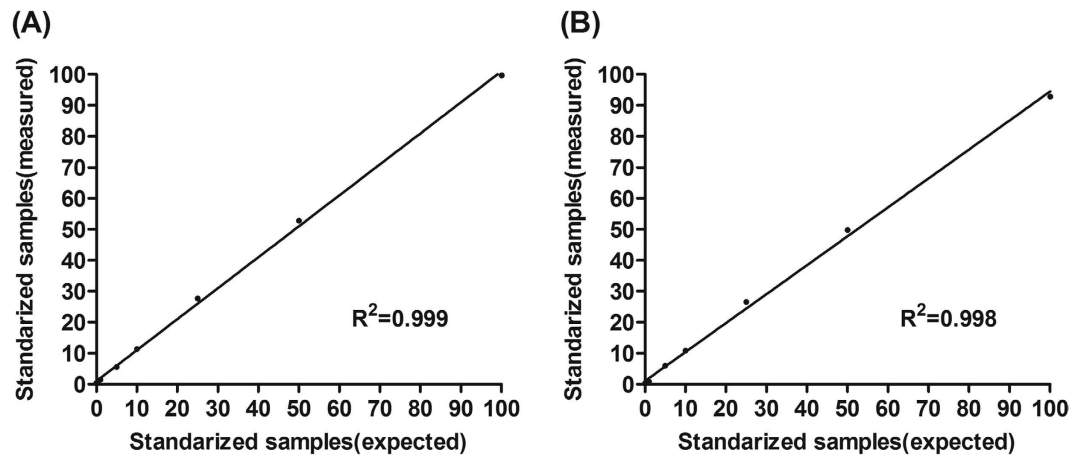 (A)
Standarized samples(measured)
100
90
80
70
60
50
40
30
20
10
0
R²=0.999
0 10 20 30 40 50 60 70 80 90 100
Standarized samples(expected)
(B)
Standarized samples(measured)
100
90
80
70
60
50
40
30
20
10
0
R²=0.998
0 10 20 30 40 50 60 70 80 90 100
Standarized samples(expected)